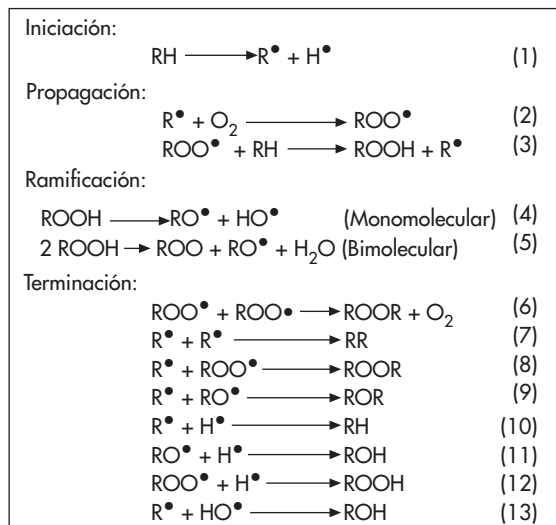 Iniciación:
RH ⟶ R• + H• (1)
Propagación:
R• + O₂ ⟶ ROO• (2)
ROO• + RH ⟶ ROOH + R• (3)
Ramificación:
ROOH ⟶ RO• + HO• (Monomolecular) (4)
2 ROOH → ROO + RO• + H₂O (Bimolecular) (5)
Terminación:
ROO• + ROO• ⟶ ROOR + O₂ (6)
R• + R• ⟶ RR (7)
R• + ROO• ⟶ ROOR (8)
R• + RO• ⟶ ROR (9)
R• + H• ⟶ RH (10)
RO• + H• ⟶ ROH (11)
ROO• + H• ⟶ ROOH (12)
R• + HO• ⟶ ROH (13)